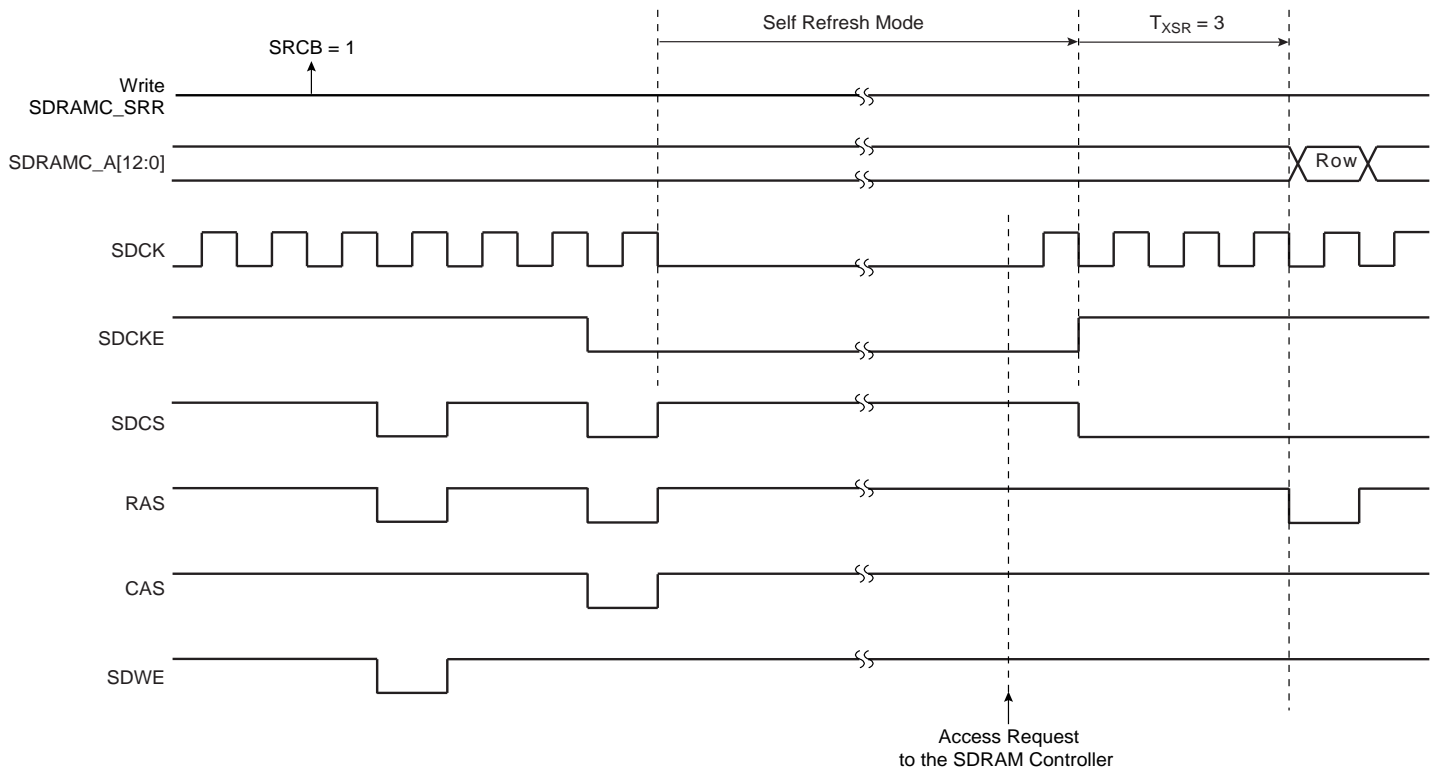 Self Refresh Mode
T_XSR = 3
SRCB = 1
Write
SDRAMC_SRR
SDRAMC_A[12:0]
Row
SDCK
SDCKE
SDCS
RAS
CAS
SDWE
Access Request
to the SDRAM Controller